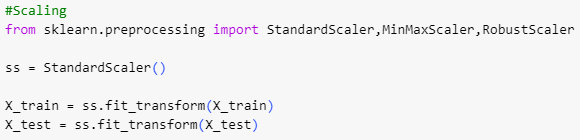 #Scaling
from sklearn.preprocessing import StandardScaler,MinMaxScaler,RobustScaler
ss = StandardScaler()
X_train = ss.fit_transform(X_train)
X_test = ss.fit_transform(X_test)